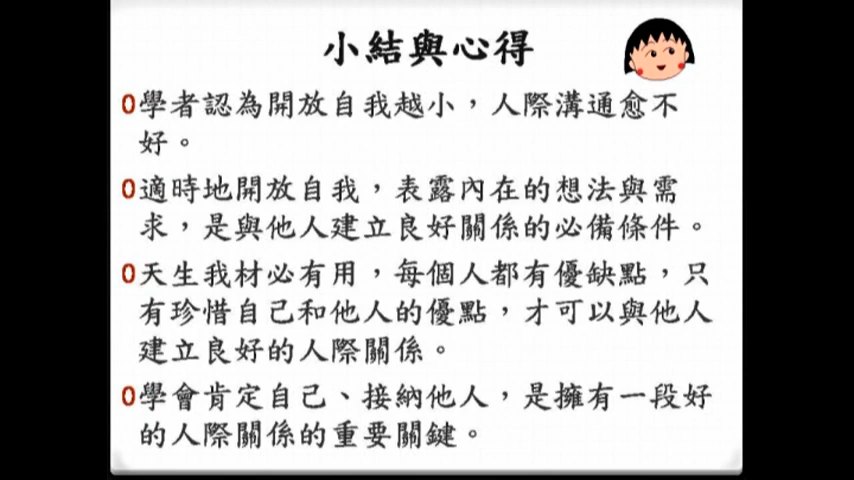 小結與心得
學者認為開放自我越小，人際溝通愈不
好。
適時地開放自我，表露內在的想法與需
求，是與他人建立良好關係的必備條件。
天生我材必有用，每個人都有優缺點，只
有珍惜自己和他人的優點，才可以與他人
建立良好的人際關係。
學會肯定自己、接納他人，是擁有一段好
的人際關係的重要關鍵。